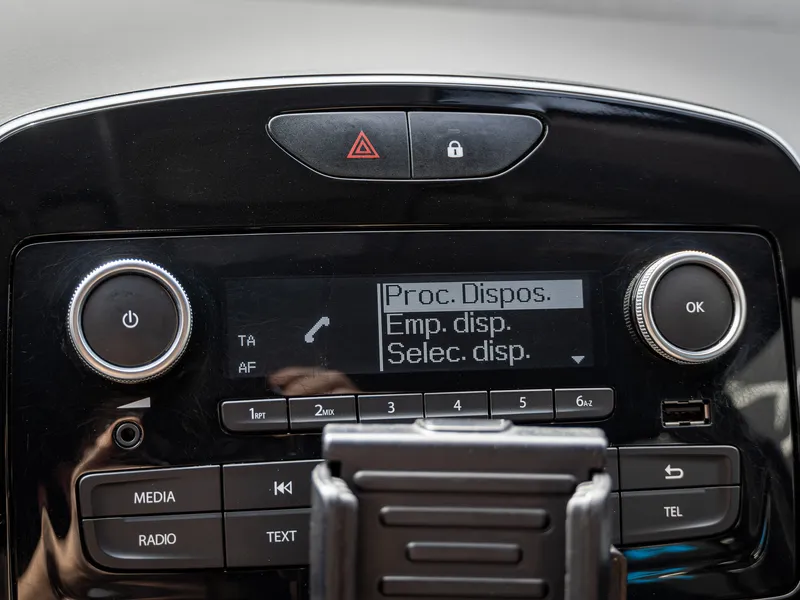 Proc. Dispos.
Emp. disp.
Selec. disp.
TA
AF
OK
1RPT
2MIX
3
4
5
6A-Z
MEDIA
RADIO
TEXT
TEL